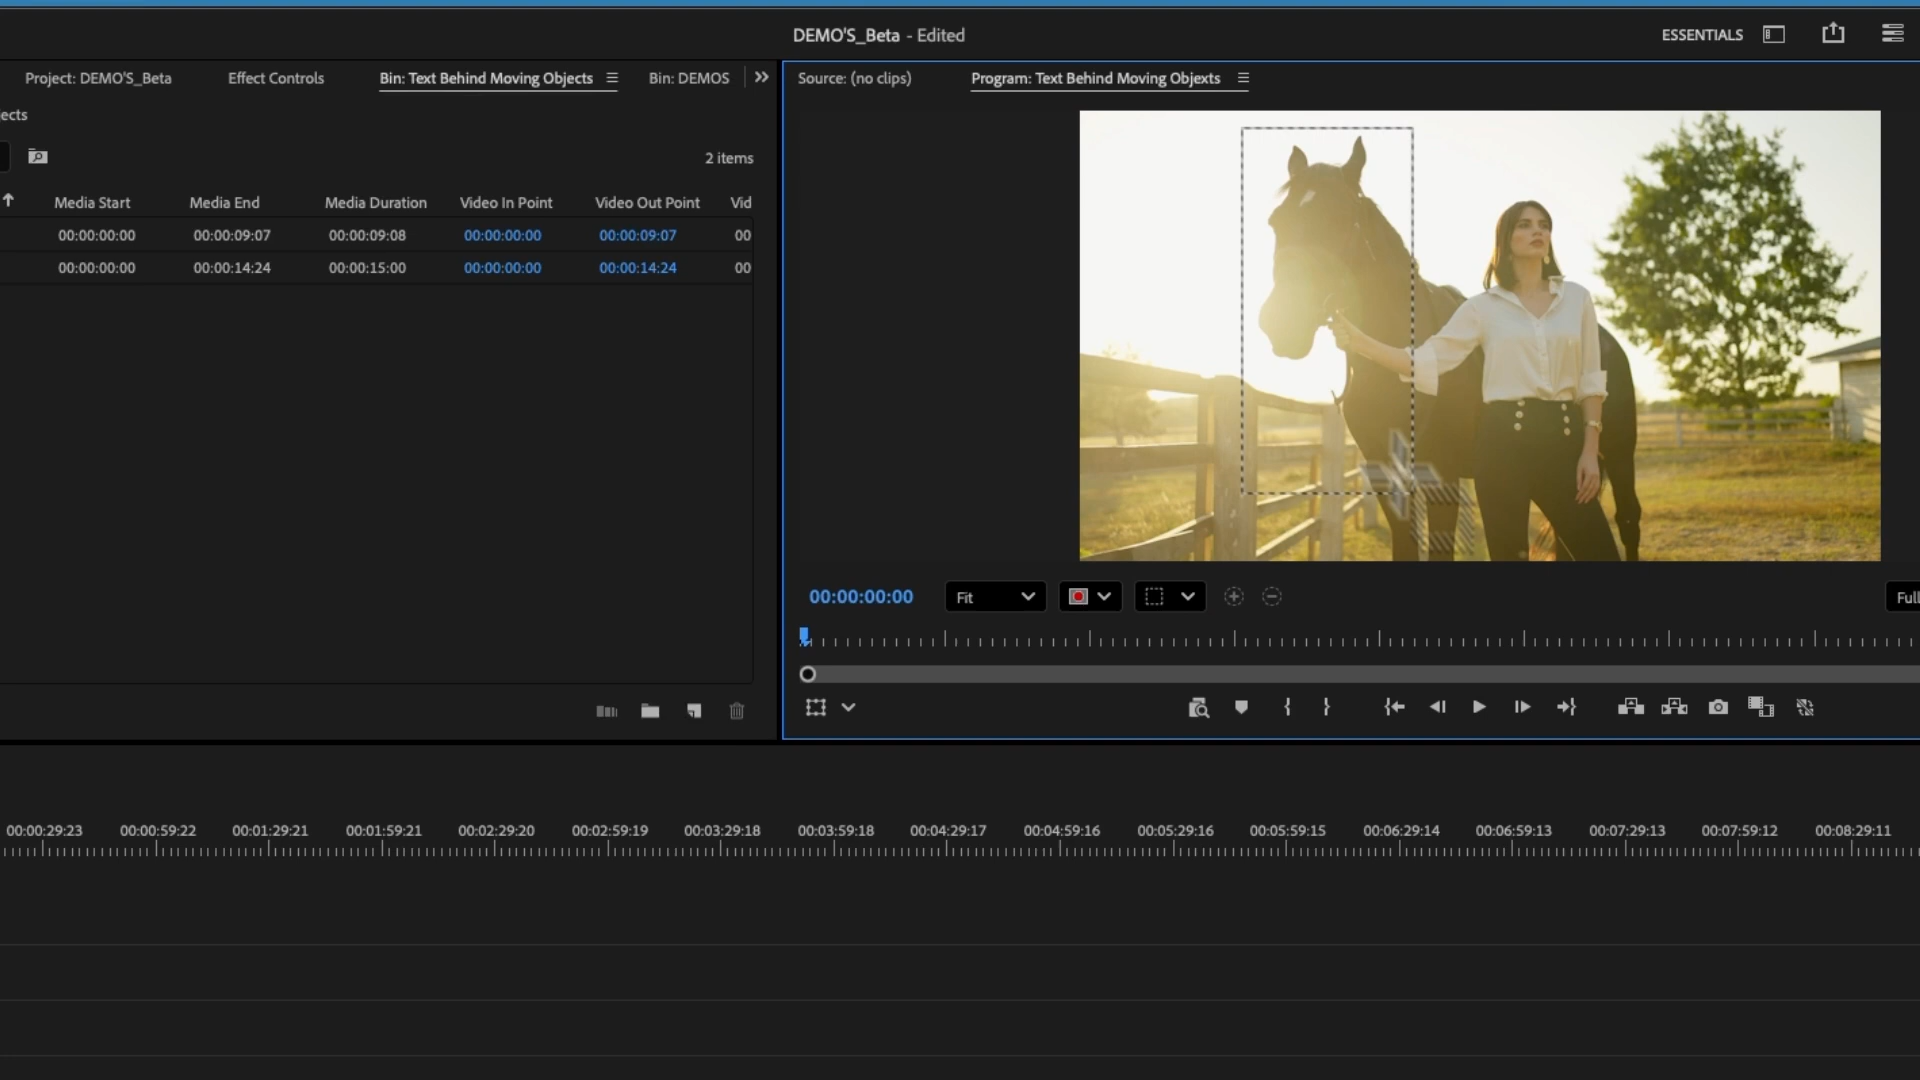 DEMO'S_Beta - Edited
ESSENTIALS
Project: DEMO'S_Beta
Effect Controls
Bin: Text Behind Moving Objects
Bin: DEMOS
Source: (no clips)
Program: Text Behind Moving Objexts
ects
2 items
Media Start Media End Media Duration Video In Point Video Out Point Vid
00:00:00:00 00:00:09:07 00:00:09:08 00:00:00:00 00:00:09:07 00
00:00:00:00 00:00:14:24 00:00:15:00 00:00:00:00 00:00:14:24 00
00:00:00:00
Fit
Full
00:00:29:23 00:00:59:22 00:01:29:21 00:01:59:21 00:02:29:20 00:02:59:19 00:03:29:18 00:03:59:18 00:04:29:17 00:04:59:16 00:05:29:16 00:05:59:15 00:06:29:14 00:06:59:13 00:07:29:13 00:07:59:12 00:08:29:11